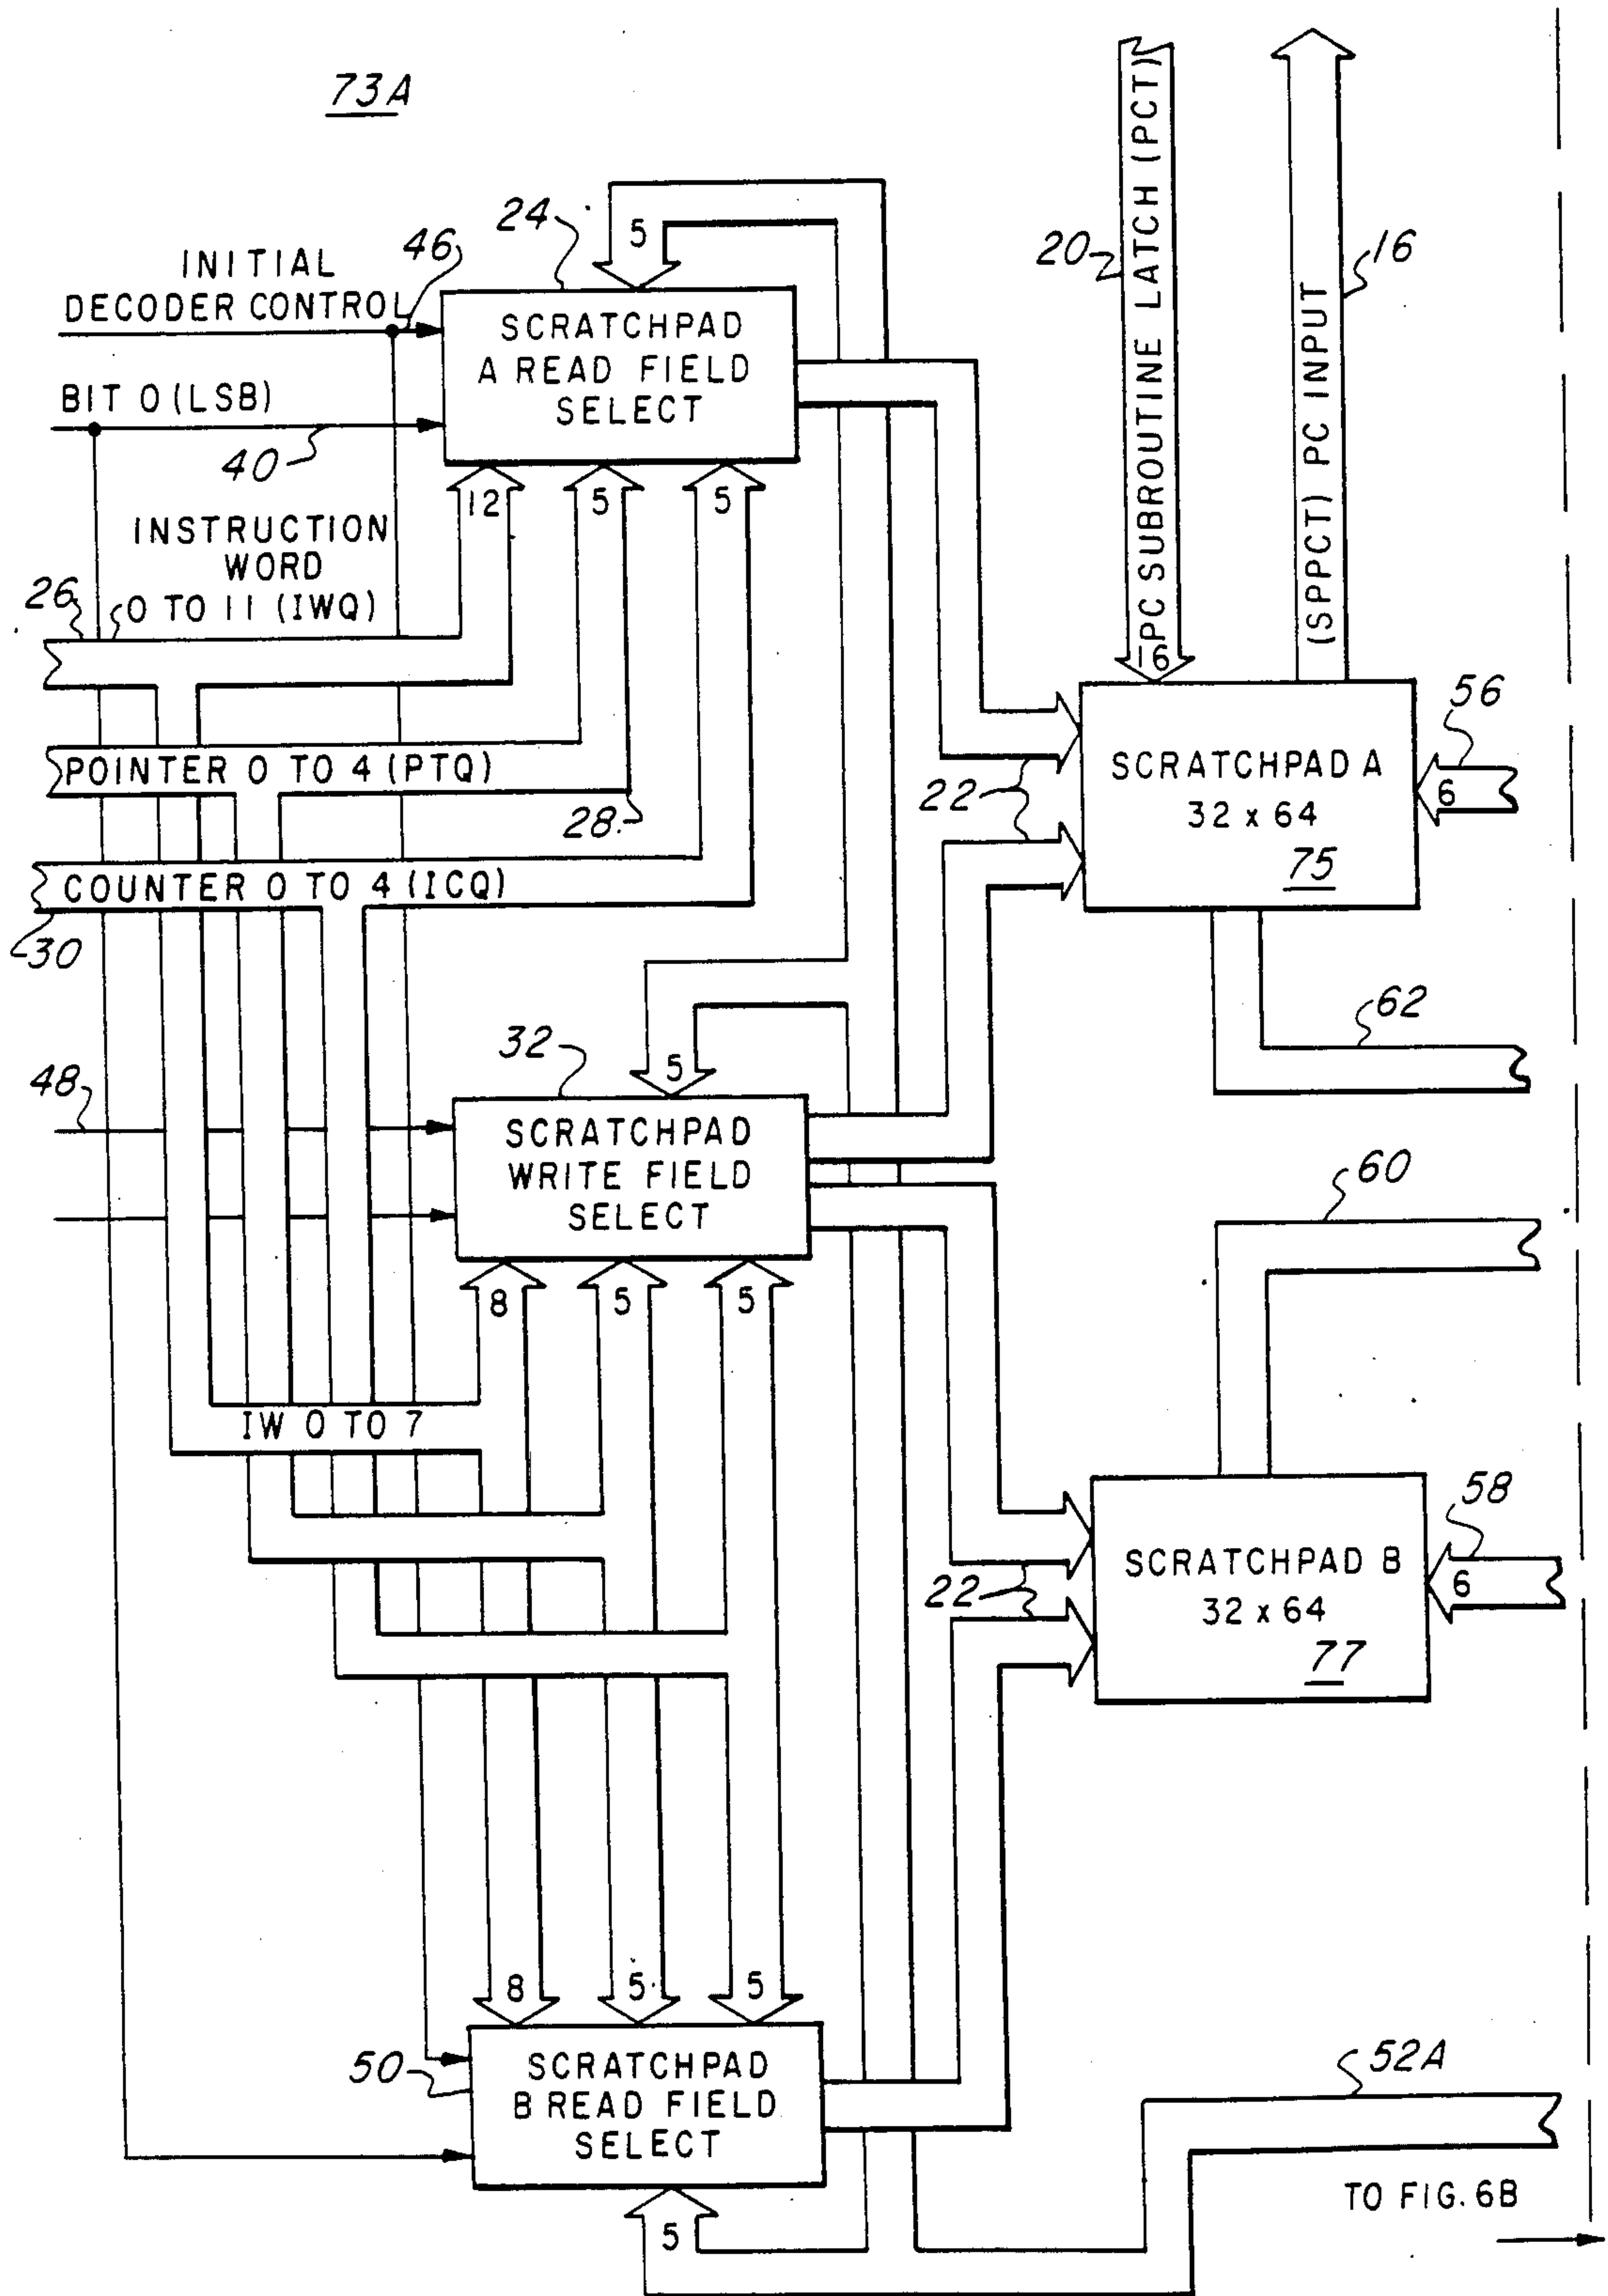 73A
24
5
46
INITIAL
DECODER CONTROL
SCRATCHPAD
A READ FIELD
SELECT
BIT 0 (LSB)
40
12
5
5
INSTRUCTION
WORD
0 TO 11 (IWQ)
26
POINTER 0 TO 4 (PTQ)
28
COUNTER 0 TO 4 (ICQ)
30
20
PC SUBROUTINE LATCH (PCT)
16
(SPPCT) PC INPUT
16
22
SCRATCHPAD A
32 x 64
75
56
6
62
48
32
5
SCRATCHPAD
WRITE FIELD
SELECT
8
5
5
IW 0 TO 7
60
22
SCRATCHPAD B
32 x 64
77
58
6
8
5
5
50
SCRATCHPAD
B READ FIELD
SELECT
5
52A
TO FIG. 6B